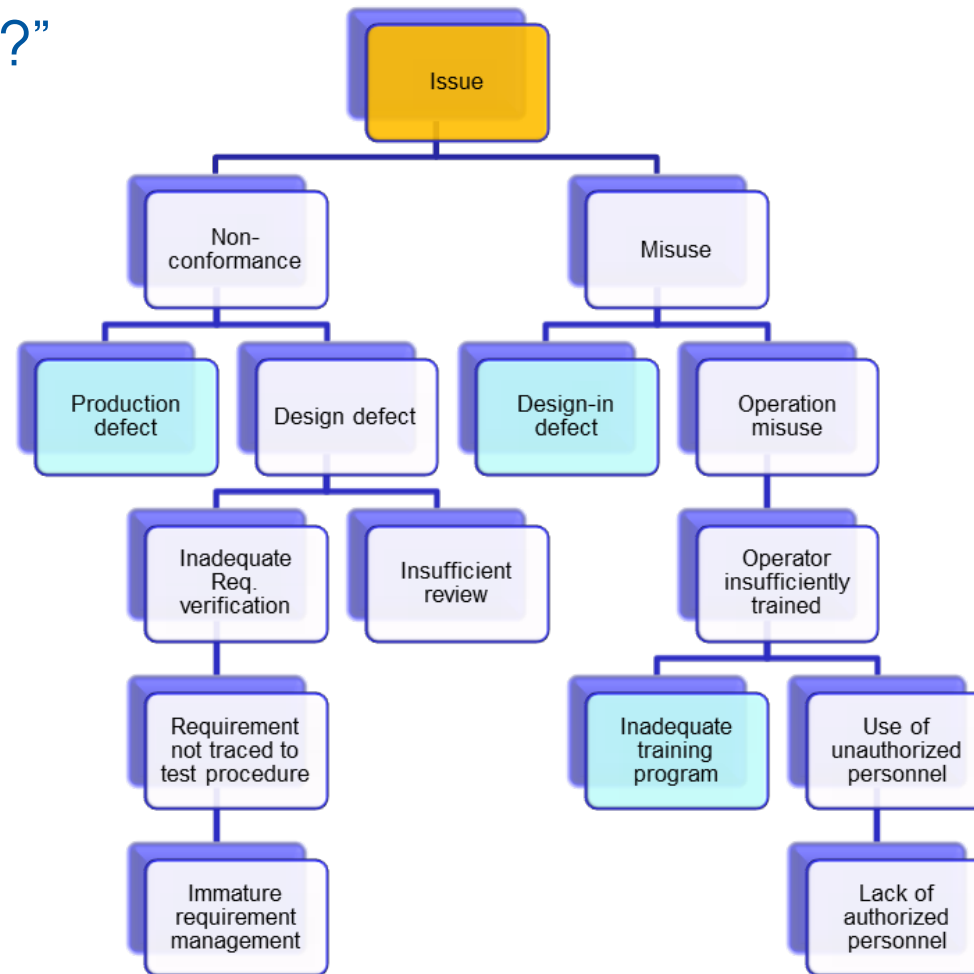 ?”
Issue
Non-
conformance
Misuse
Production
defect
Design defect
Design-in
defect
Operation
misuse
Inadequate
Req.
verification
Insufficient
review
Operator
insufficiently
trained
Requirement
not traced to
test procedure
Inadequate
training
program
Use of
unauthorized
personnel
Immature
requirement
management
Lack of
authorized
personnel